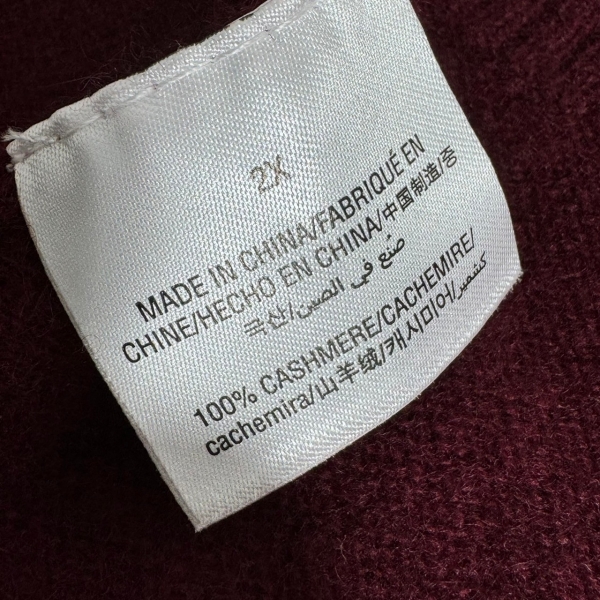 2X
MADE IN CHINA/FABRIQUÉ EN
CHINE/HECHO EN CHINA/中国制造/중
국산/صنع في الصين
100% CASHMERE/CACHEMIRE/
cachemira/山羊绒/캐시미어/كشمير